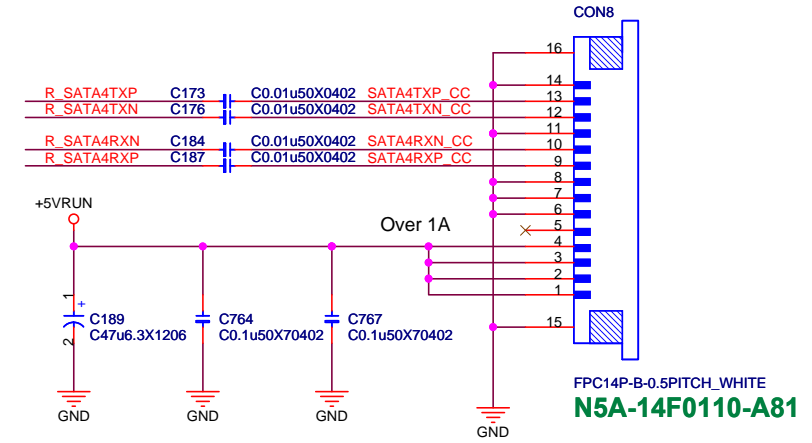 CON8
16
14
R_SATA4TXP C173 C0.01u50X0402 SATA4TXP_CC 13
R_SATA4TXN C176 C0.01u50X0402 SATA4TXN_CC 12
11
R_SATA4RXN C184 C0.01u50X0402 SATA4RXN_CC 10
R_SATA4RXP C187 C0.01u50X0402 SATA4RXP_CC 9
8
7
6
+5VRUN
Over 1A
5
4
3
2
1
1 +
C189 C764 C767
C47u6.3X1206 C0.1u50X70402 C0.1u50X70402
2
15
FPC14P-B-0.5PITCH_WHITE
N5A-14F0110-A81
GND GND GND GND